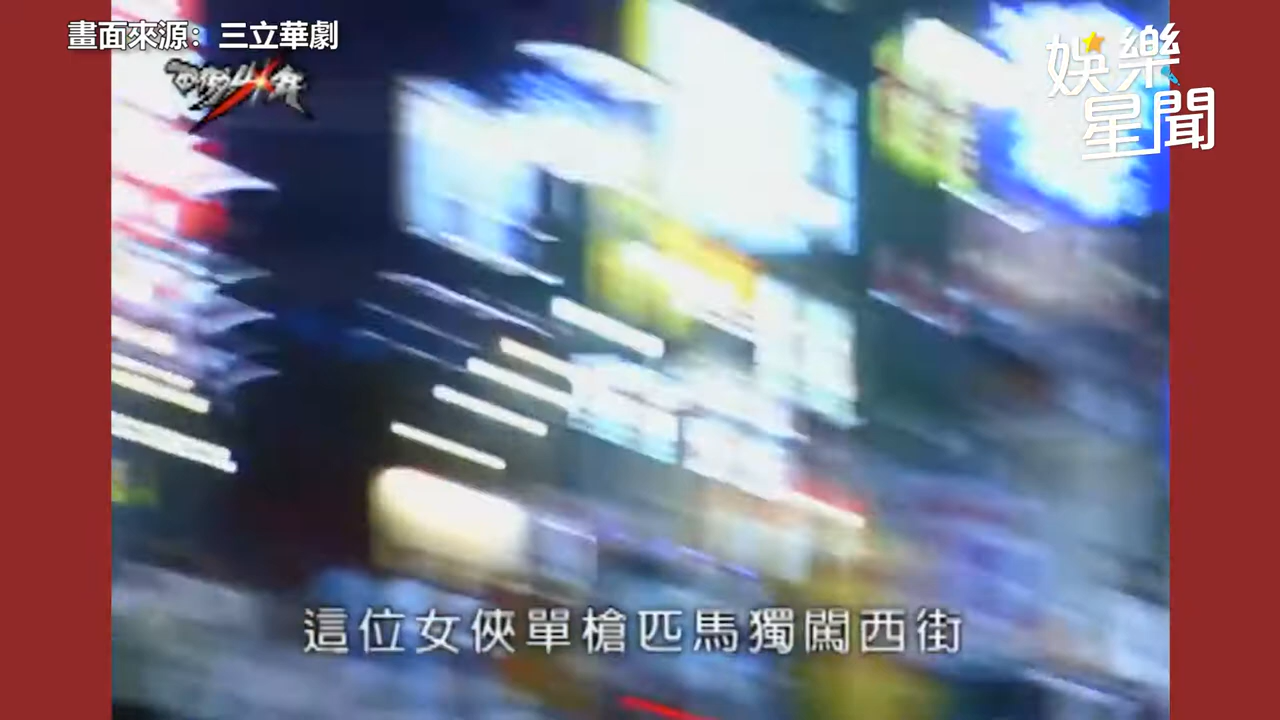 畫面來源：三立華劇
娛樂
星聞
這位女俠單槍匹馬獨闖西街